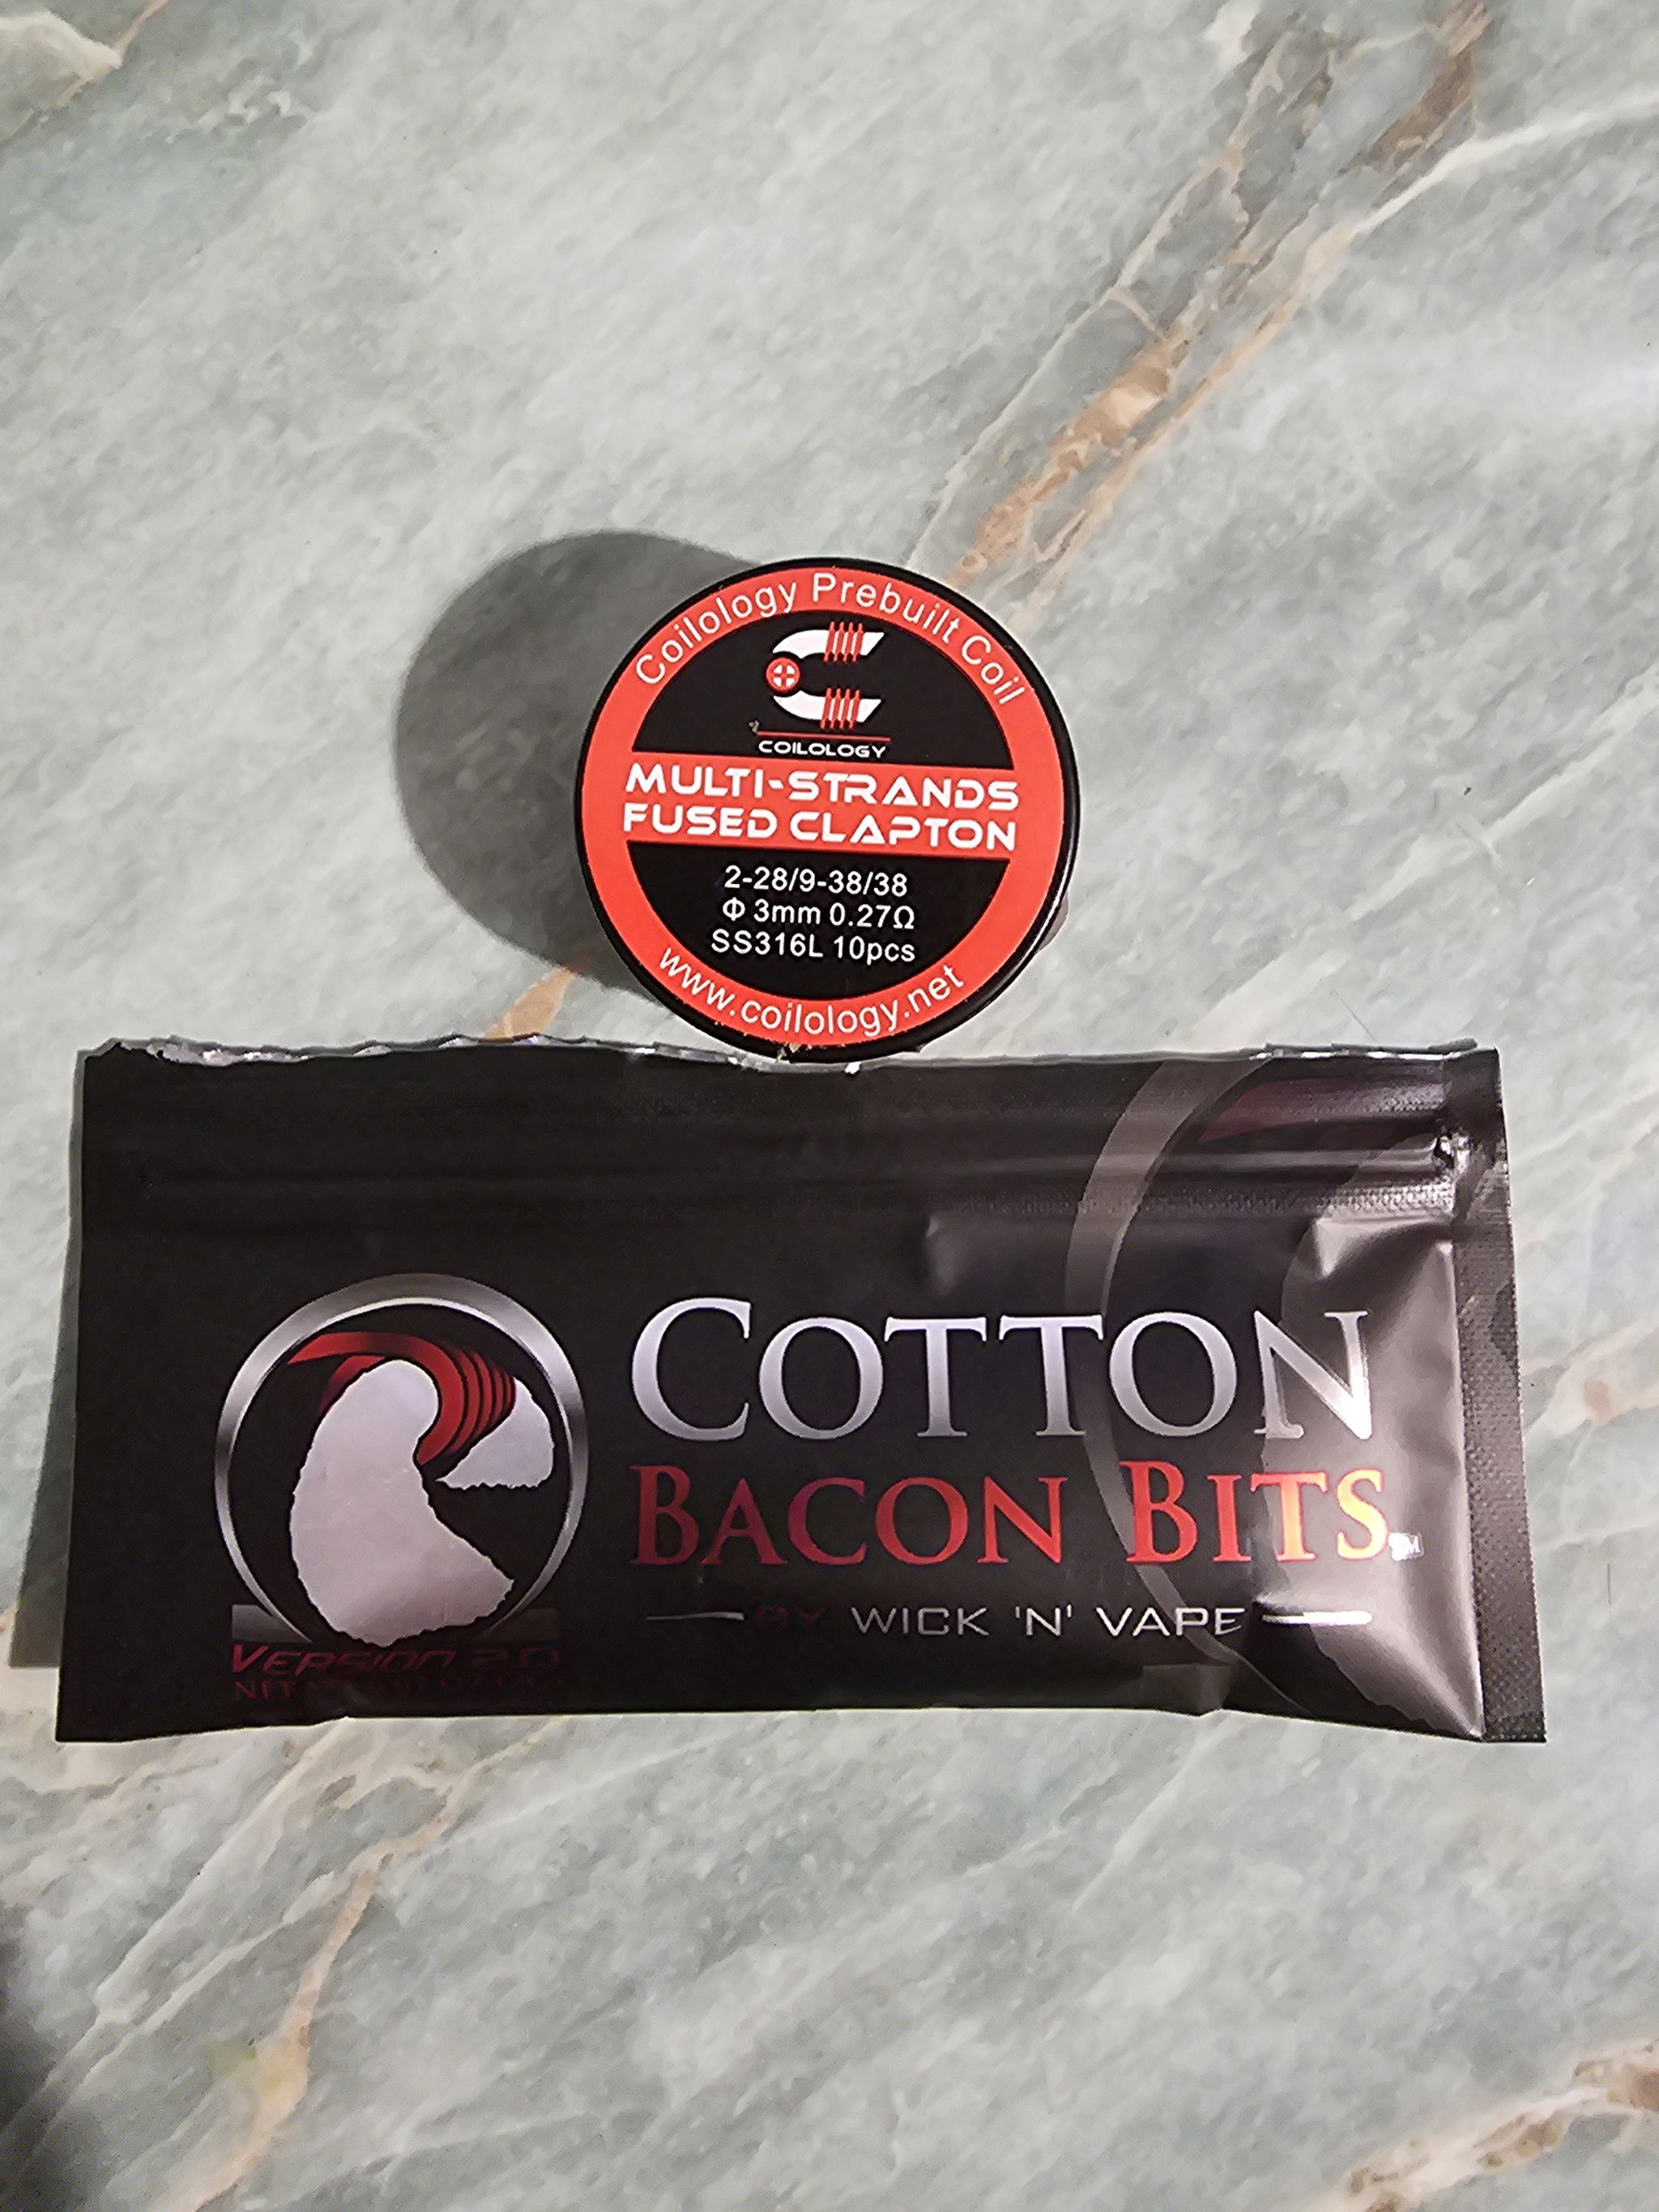 Coilology Prebuilt Coil
COILOLOGY
MULTI-STRANDS
FUSED CLAPTON
2-28/9-38/38
Φ 3mm 0.27Ω
SS316L 10pcs
www.coilology.net
COTTON
BACON BITS
BY WICK 'N' VAPE
VERSION 2.0
NET